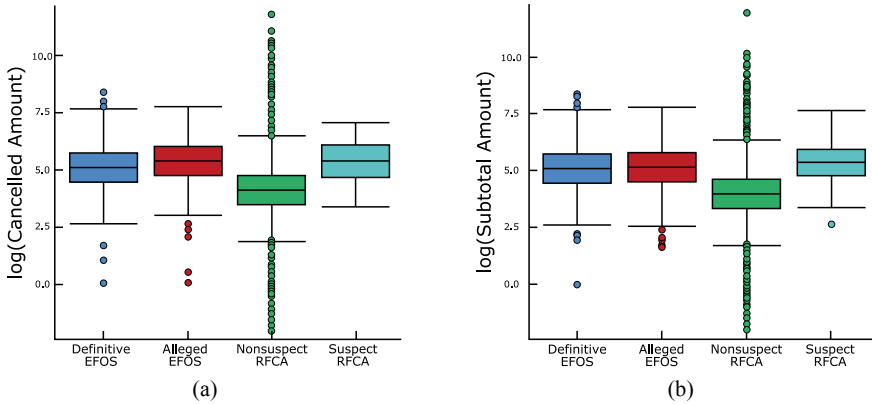 log(Cancelled Amount)
10.0
7.5
5.0
2.5
0.0
Definitive EFOS
Alleged EFOS
Nonsuspect RFCA
Suspect RFCA
(a)
log(Subtotal Amount)
10.0
7.5
5.0
2.5
0.0
Definitive EFOS
Alleged EFOS
Nonsuspect RFCA
Suspect RFCA
(b)